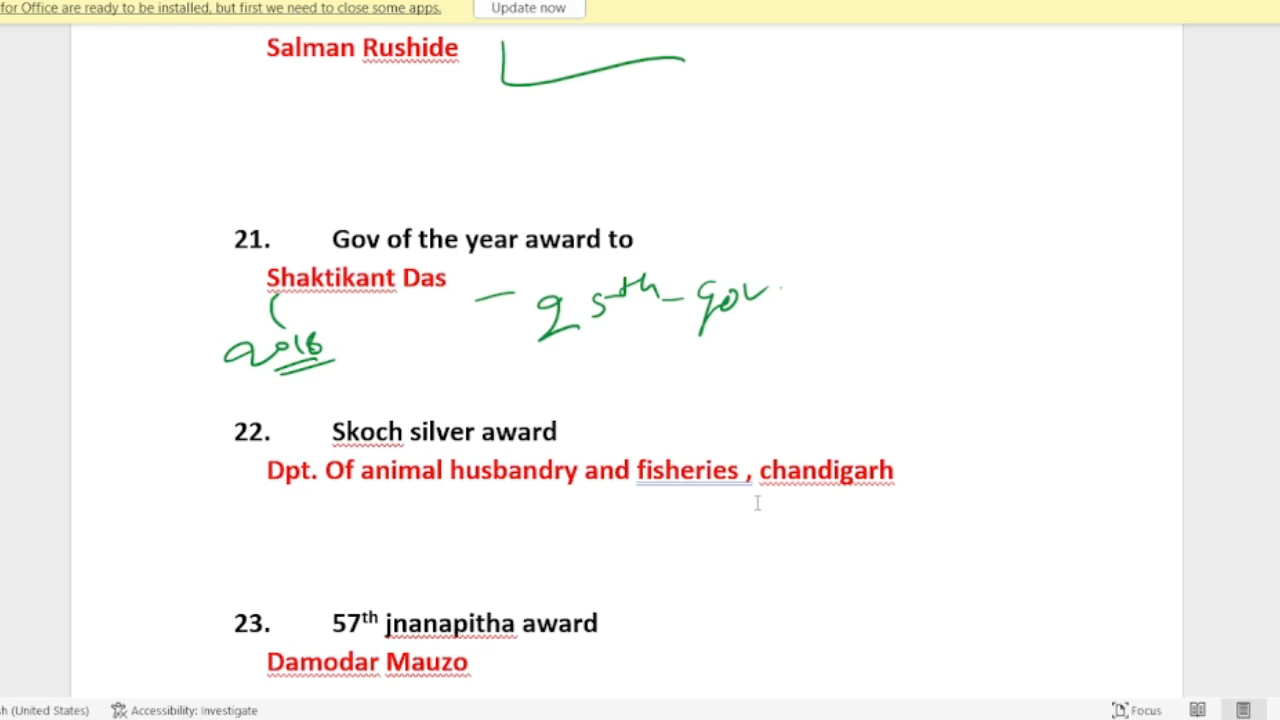 for Office are ready to be installed, but first we need to close some apps. Update now
Salman Rushide
21. Gov of the year award to
Shaktikant Das - 25th - Gov.
2018
22. Skoch silver award
Dpt. Of animal husbandry and fisheries , chandigarh
23. 57th jnanapitha award
Damodar Mauzo
h (United States) Accessibility: Investigate Focus